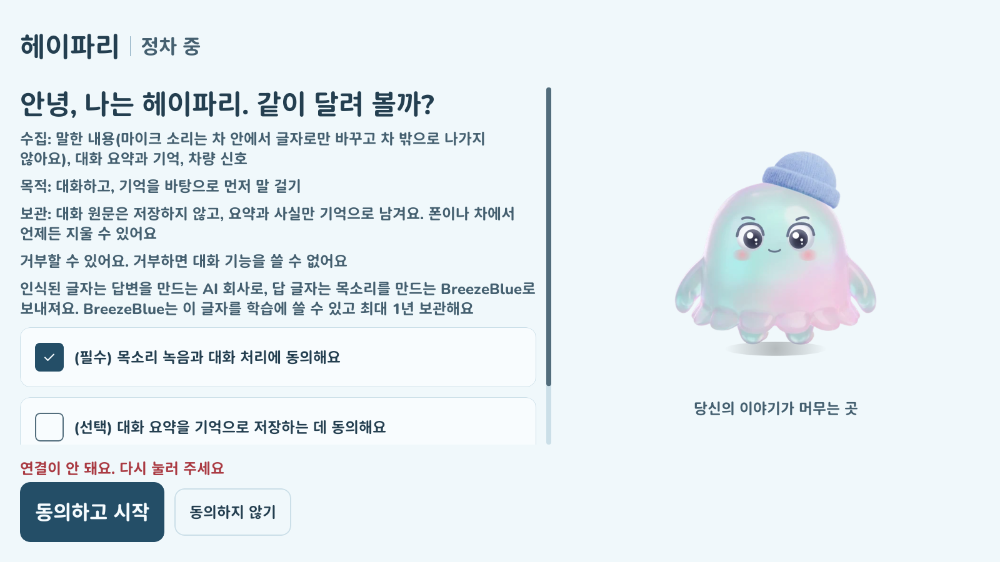 헤이파리 | 정차 중
안녕, 나는 헤이파리. 같이 달려 볼까?
수집: 말한 내용(마이크 소리는 차 안에서 글자로만 바꾸고 차 밖으로 나가지
않아요), 대화 요약과 기억, 차량 신호
목적: 대화하고, 기억을 바탕으로 먼저 말 걸기
보관: 대화 원문은 저장하지 않고, 요약과 사실만 기억으로 남겨요. 폰이나 차에서
언제든 지울 수 있어요
거부할 수 있어요. 거부하면 대화 기능을 쓸 수 없어요
인식된 글자는 답변을 만드는 AI 회사로, 답 글자는 목소리를 만드는 BreezeBlue로
보내져요. BreezeBlue는 이 글자를 학습에 쓸 수 있고 최대 1년 보관해요
(필수) 목소리 녹음과 대화 처리에 동의해요
(선택) 대화 요약을 기억으로 저장하는 데 동의해요
연결이 안 돼요. 다시 눌러 주세요
동의하고 시작
동의하지 않기
당신의 이야기가 머무는 곳